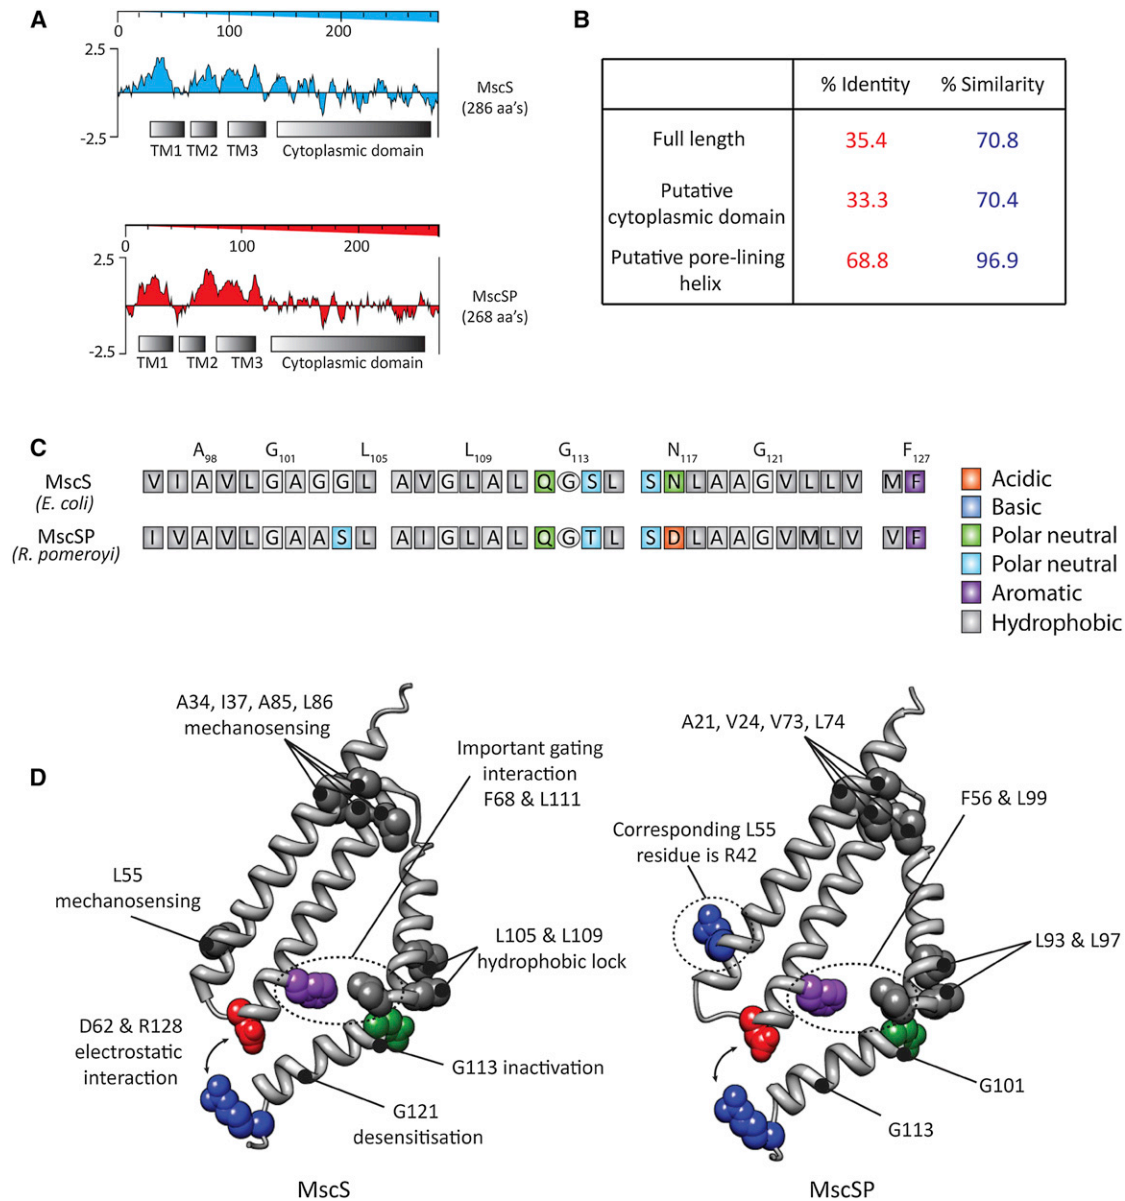 A
0 100 200
2.5
-2.5
MscS
(286 aa's)
TM1 TM2 TM3 Cytoplasmic domain
0 100 200
2.5
-2.5
MscSP
(268 aa's)
TM1 TM2 TM3 Cytoplasmic domain
B
% Identity % Similarity
Full length 35.4 70.8
Putative
cytoplasmic domain 33.3 70.4
Putative pore-lining
helix 68.8 96.9
C
A98 G101 L105 L109 G113 N117 G121 F127
MscS
(E. coli)
V I A V L G A G G L A V G L A L Q G S L S N L A A G V L L V M F
MscSP
(R. pomeroyi)
I V A V L G A A S L A I G L A L Q G T L S D L A A G V M L V V F
Acidic
Basic
Polar neutral
Polar neutral
Aromatic
Hydrophobic
D
A34, I37, A85, L86
mechanosensing
Important gating
interaction
F68 & L111
L55
mechanosensing
L105 & L109
hydrophobic lock
D62 & R128
electrostatic
interaction
G113 inactivation
G121
desensitisation
MscS
A21, V24, V73, L74
F56 & L99
Corresponding L55
residue is R42
L93 & L97
G101
G113
MscSP